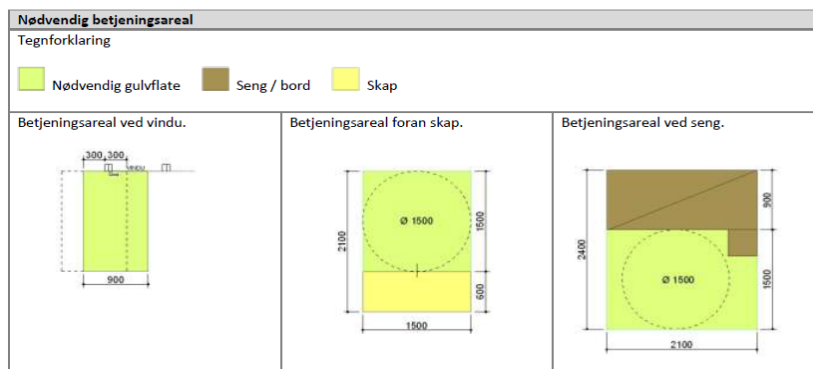 Nødvendig betjeningsareal
Tegnforklaring
Nødvendig gulvflate Seng / bord Skap
Betjeningsareal ved vindu.
300 300
VINDU
900
Betjeningsareal foran skap.
Ø 1500
2100
1500
600
1500
Betjeningsareal ved seng.
900
2400
Ø 1500
1500
2100